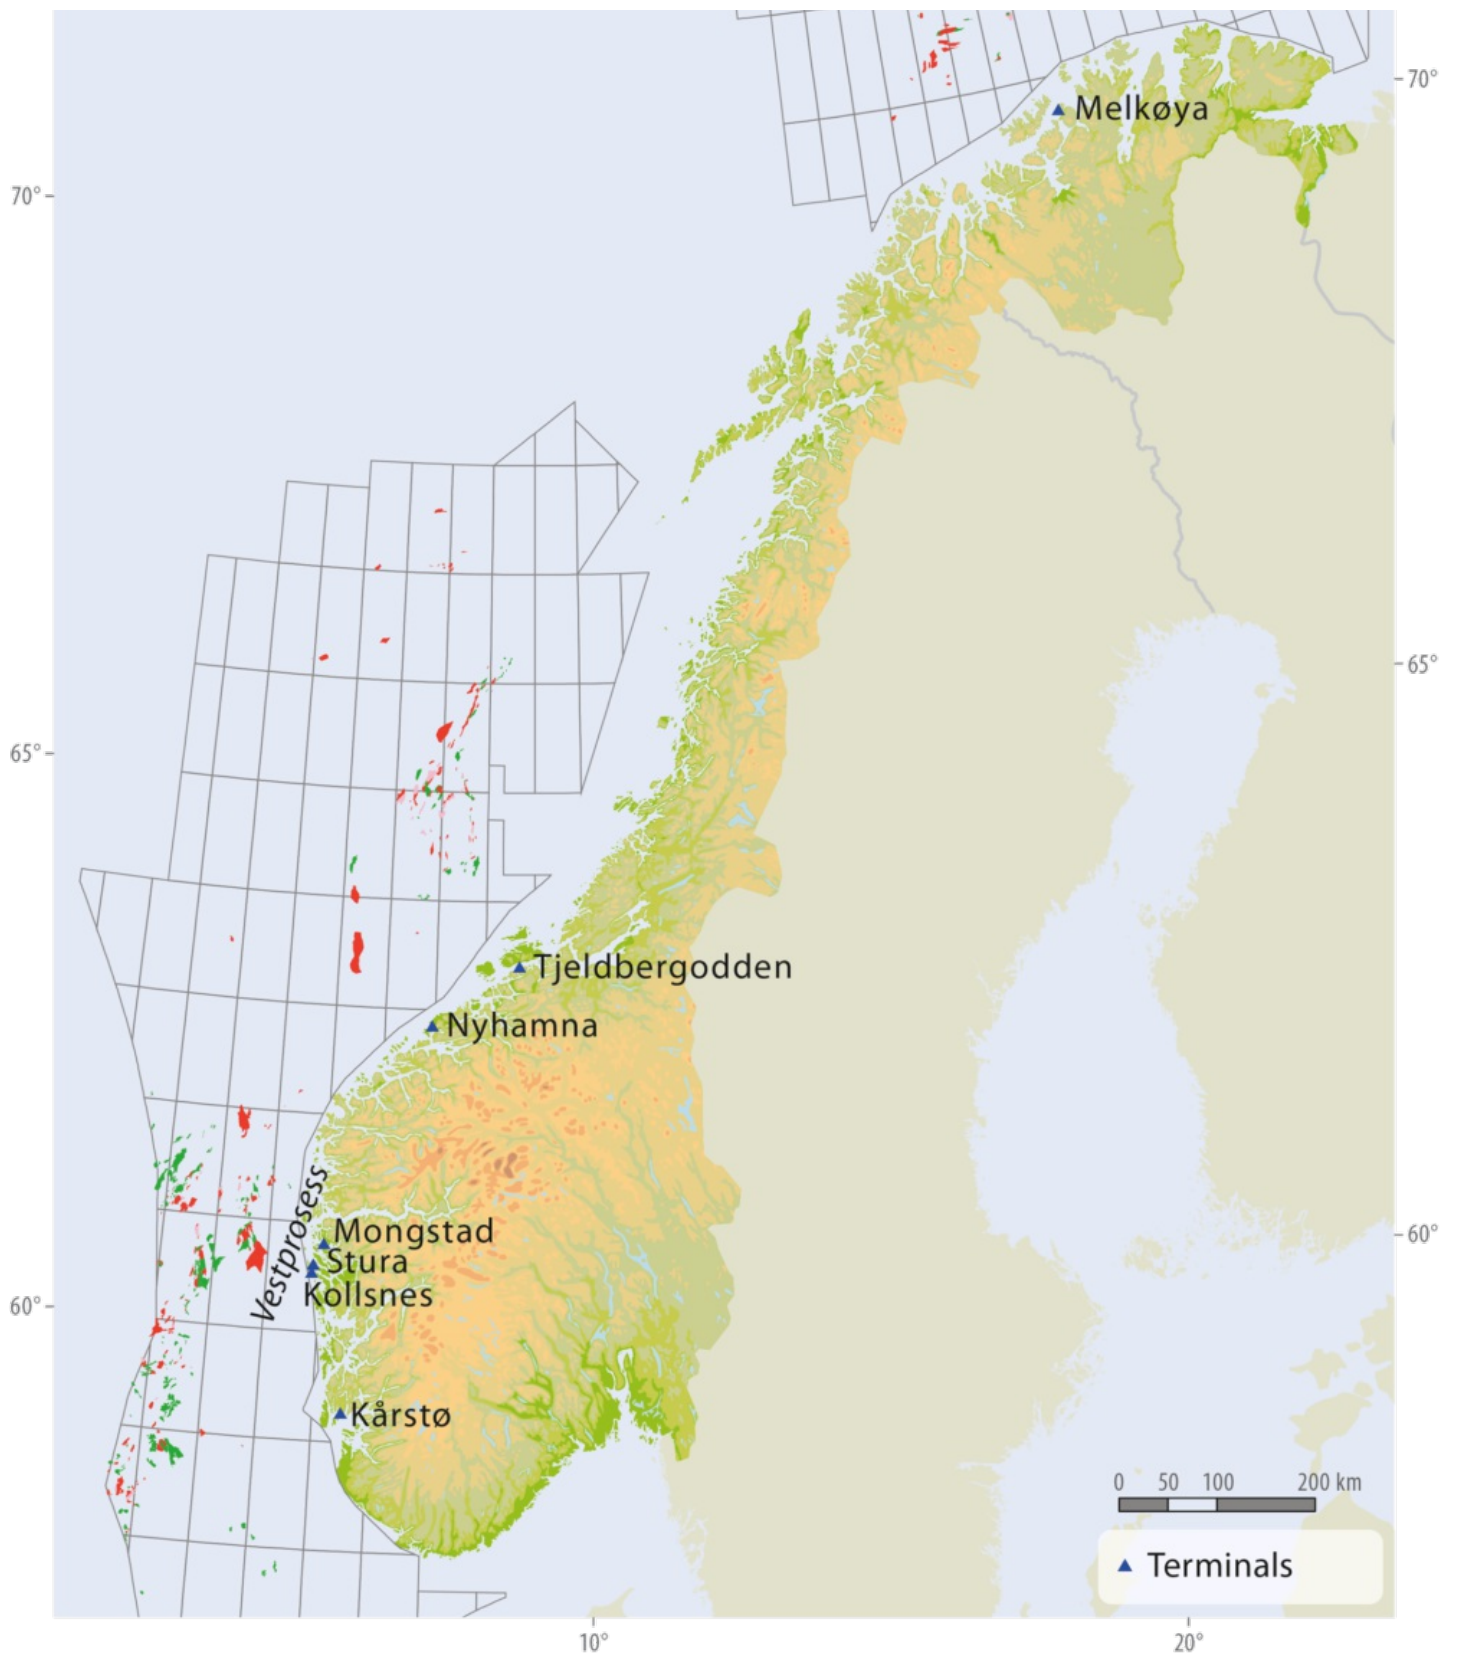 70°
Melkøya
70°
65°
65°
Tjeldbergodden
Nyhamna
Vestprosess
Mongstad
60°
Stura
Kollsnes
60°
Kårstø
0 50 100 200 km
Terminals
10° 20°